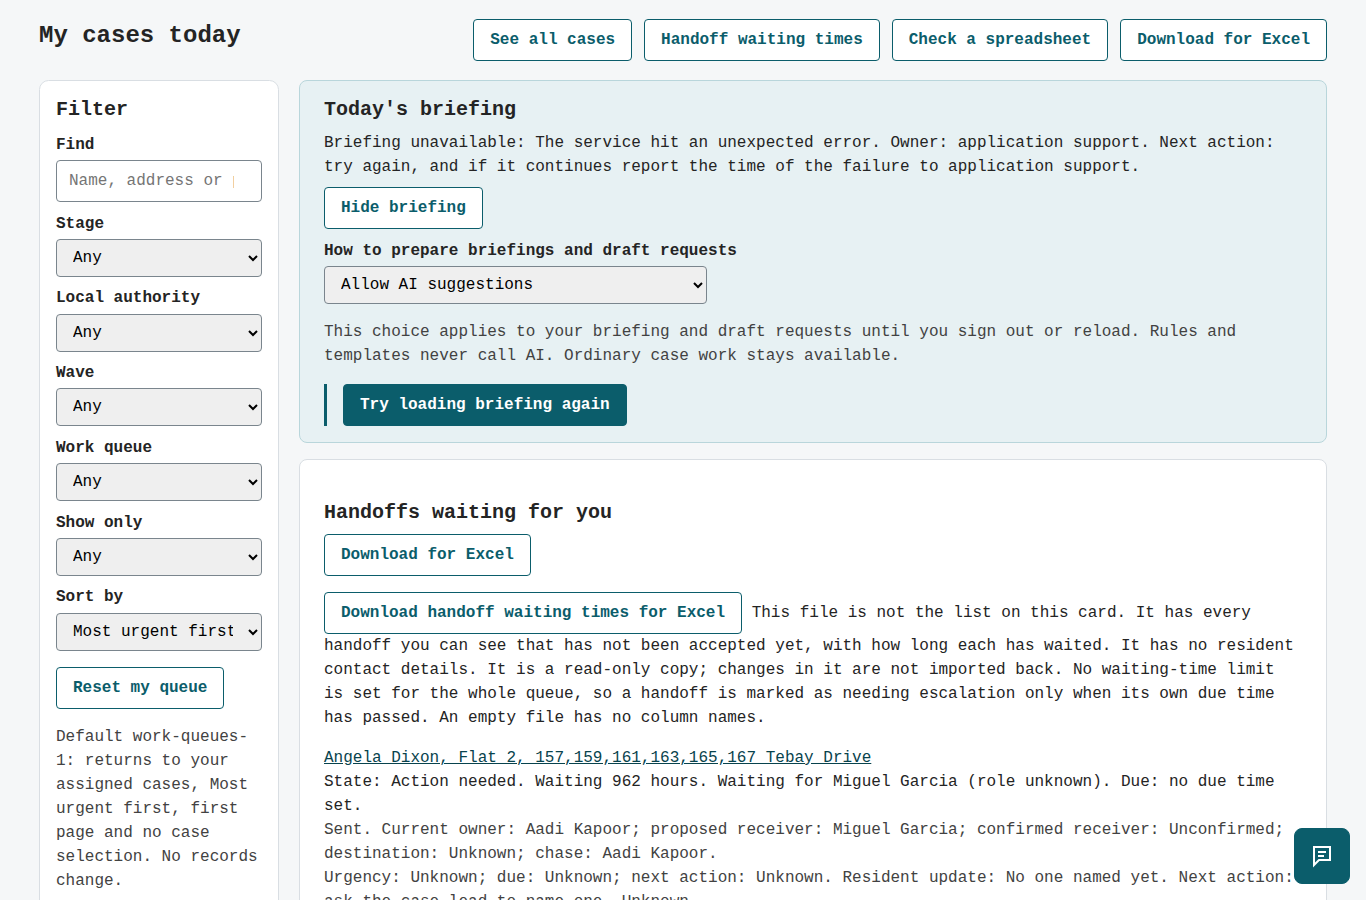 My cases today
See all cases
Handoff waiting times
Check a spreadsheet
Download for Excel
Filter
Find
Name, address or
Stage
Any
Local authority
Any
Wave
Any
Work queue
Any
Show only
Any
Sort by
Most urgent first
Reset my queue
Default work-queues-
1: returns to your
assigned cases, Most
urgent first, first
page and no case
selection. No records
change.
Today's briefing
Briefing unavailable: The service hit an unexpected error. Owner: application support. Next action:
try again, and if it continues report the time of the failure to application support.
Hide briefing
How to prepare briefings and draft requests
Allow AI suggestions
This choice applies to your briefing and draft requests until you sign out or reload. Rules and
templates never call AI. Ordinary case work stays available.
Try loading briefing again
Handoffs waiting for you
Download for Excel
Download handoff waiting times for Excel This file is not the list on this card. It has every
handoff you can see that has not been accepted yet, with how long each has waited. It has no resident
contact details. It is a read-only copy; changes in it are not imported back. No waiting-time limit
is set for the whole queue, so a handoff is marked as needing escalation only when its own due time
has passed. An empty file has no column names.
Angela Dixon, Flat 2, 157,159,161,163,165,167 Tebay Drive
State: Action needed. Waiting 962 hours. Waiting for Miguel Garcia (role unknown). Due: no due time
set.
Sent. Current owner: Aadi Kapoor; proposed receiver: Miguel Garcia; confirmed receiver: Unconfirmed;
destination: Unknown; chase: Aadi Kapoor.
Urgency: Unknown; due: Unknown; next action: Unknown. Resident update: No one named yet. Next action:
ask the case lead to name one. Unknown